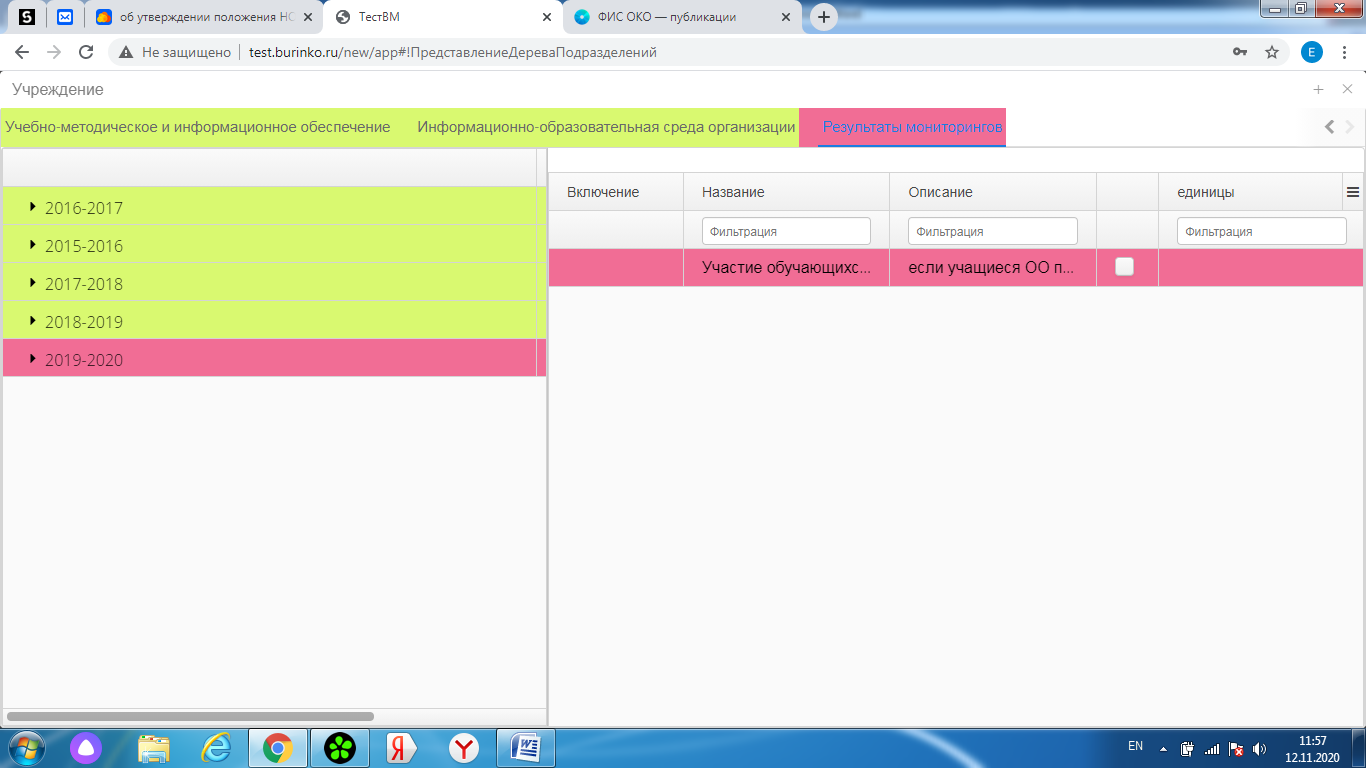 об утверждении положения НС
ТестВМ
ФИС ОКО — публикации
Не защищено
test.burinko.ru/new/app#!ПредставлениеДереваПодразделений
E
Учреждение
Учебно-методическое и информационное обеспечение
Информационно-образовательная среда организации
Результаты мониторингов
2016-2017
2015-2016
2017-2018
2018-2019
2019-2020
Включение
Название
Описание
единицы
Фильтрация
Фильтрация
Фильтрация
Участие обучающихс...
если учащиеся ОО п...
EN
11:57
12.11.2020